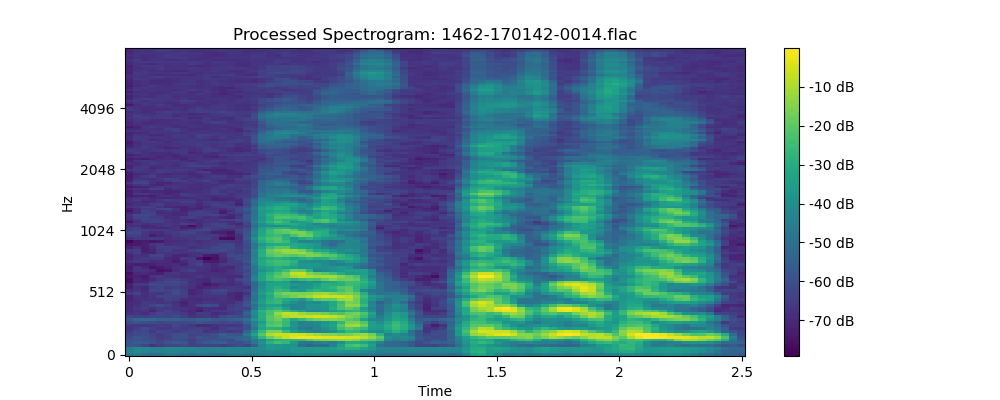 Processed Spectrogram: 1462-170142-0014.flac
Hz
4096
2048
1024
512
0
0 0.5 1 1.5 2 2.5
Time
-10 dB
-20 dB
-30 dB
-40 dB
-50 dB
-60 dB
-70 dB